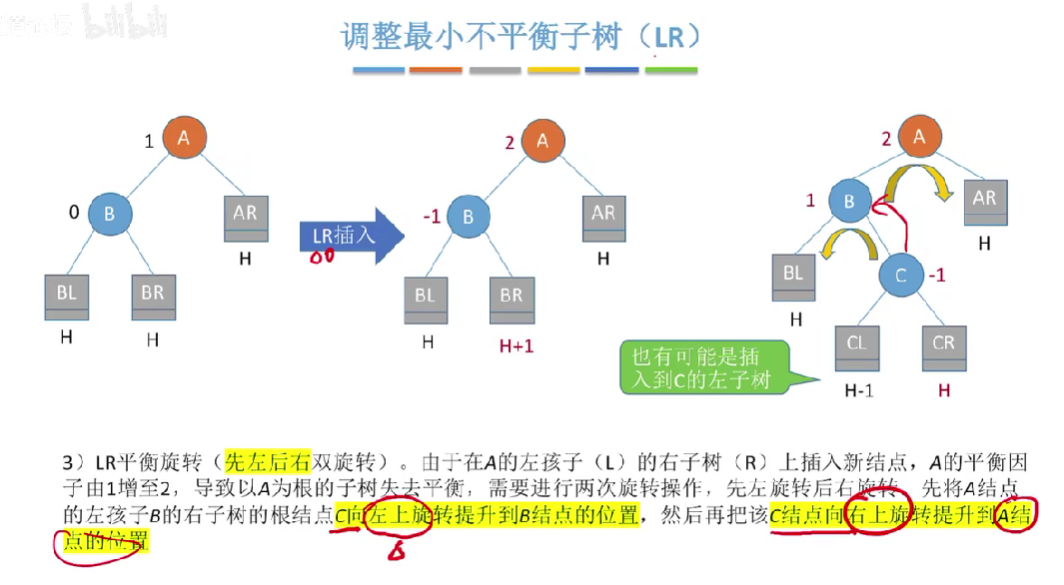 bilibili
调整最小不平衡子树（LR）
1
A
2
A
2
A
0
B
AR
H
LR插入
-1
B
AR
H
1
B
AR
H
BL
H
BR
H
BL
H
BR
H+1
BL
H
C
-1
也有可能是插
入到C的左子树
CL
H-1
CR
H
3）LR平衡旋转（先左后右双旋转）。由于在A的左孩子（L）的右子树（R）上插入新结点，A的平衡因
子由1增至2，导致以A为根的子树失去平衡，需要进行两次旋转操作，先左旋转后右旋转。先将A结点
的左孩子B的右子树的根结点C向左上旋转提升到B结点的位置，然后再把该C结点向右上旋转提升到A结
点的位置